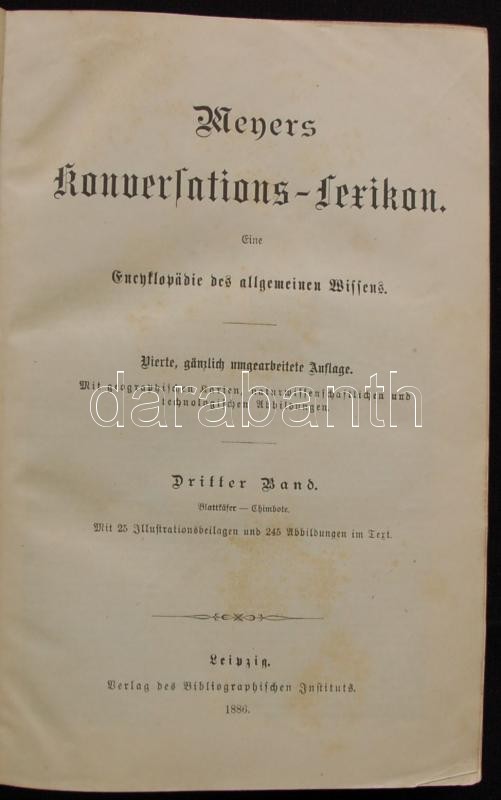 Meyers
Konversations-Lexikon.
Eine
Encyklopädie des allgemeinen Wissens.
Vierte, gänzlich umgearbeitete Auflage.
Mit geographischen Karten, naturwissenschaftlichen und
technologischen Abbildungen.
darabanth
Dritter Band.
Blattkäfer — Chimbote.
Mit 25 Illustrationsbeilagen und 245 Abbildungen im Text.
Leipzig.
Verlag des Bibliographischen Instituts.
1886.